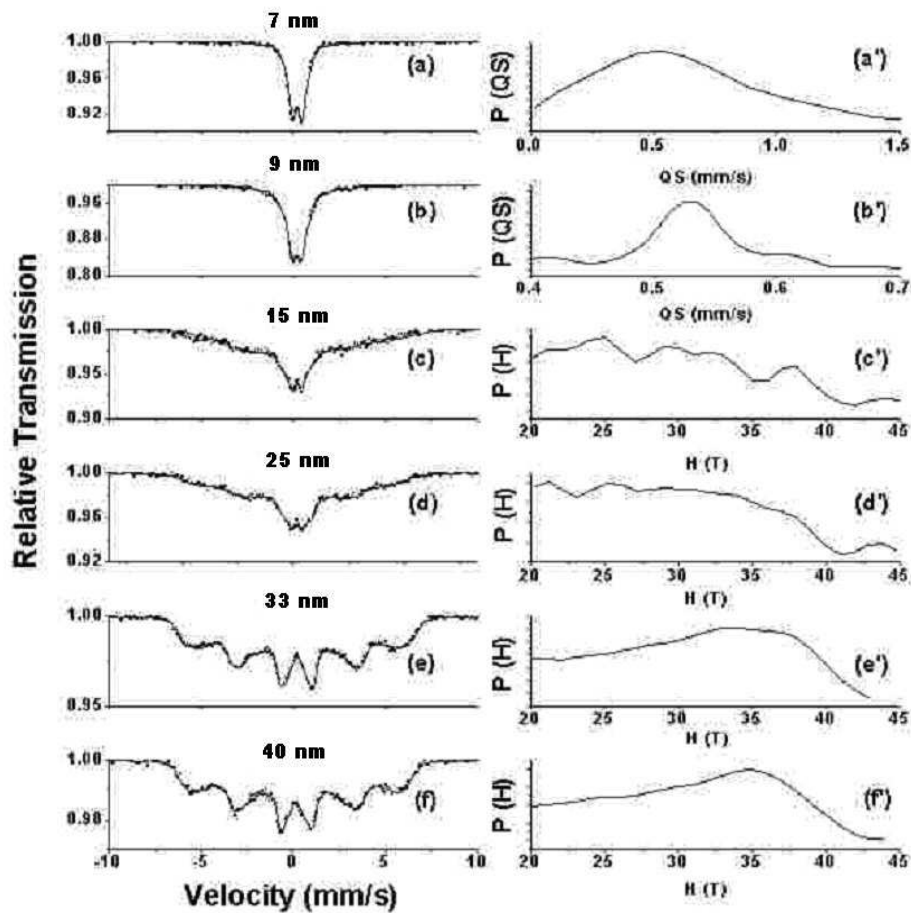 7 nm
1.00
0.96
0.92
(a)
P (QS)
(a')
0.0
0.5
1.0
1.5
QS (mm/s)
9 nm
0.96
0.88
0.80
(b)
P (QS)
(b')
0.4
0.5
0.6
0.7
QS (mm/s)
15 nm
1.00
0.95
0.90
(c)
P (H)
(c')
20
25
30
35
40
45
H (T)
25 nm
1.00
0.96
0.92
(d)
P (H)
(d')
20
25
30
35
40
45
H (T)
33 nm
1.00
0.95
(e)
P (H)
(e')
20
25
30
35
40
45
H (T)
40 nm
1.00
0.98
(f)
P (H)
(f')
20
25
30
35
40
45
H (T)
-10
-5
0
5
10
Velocity (mm/s)
Relative Transmission